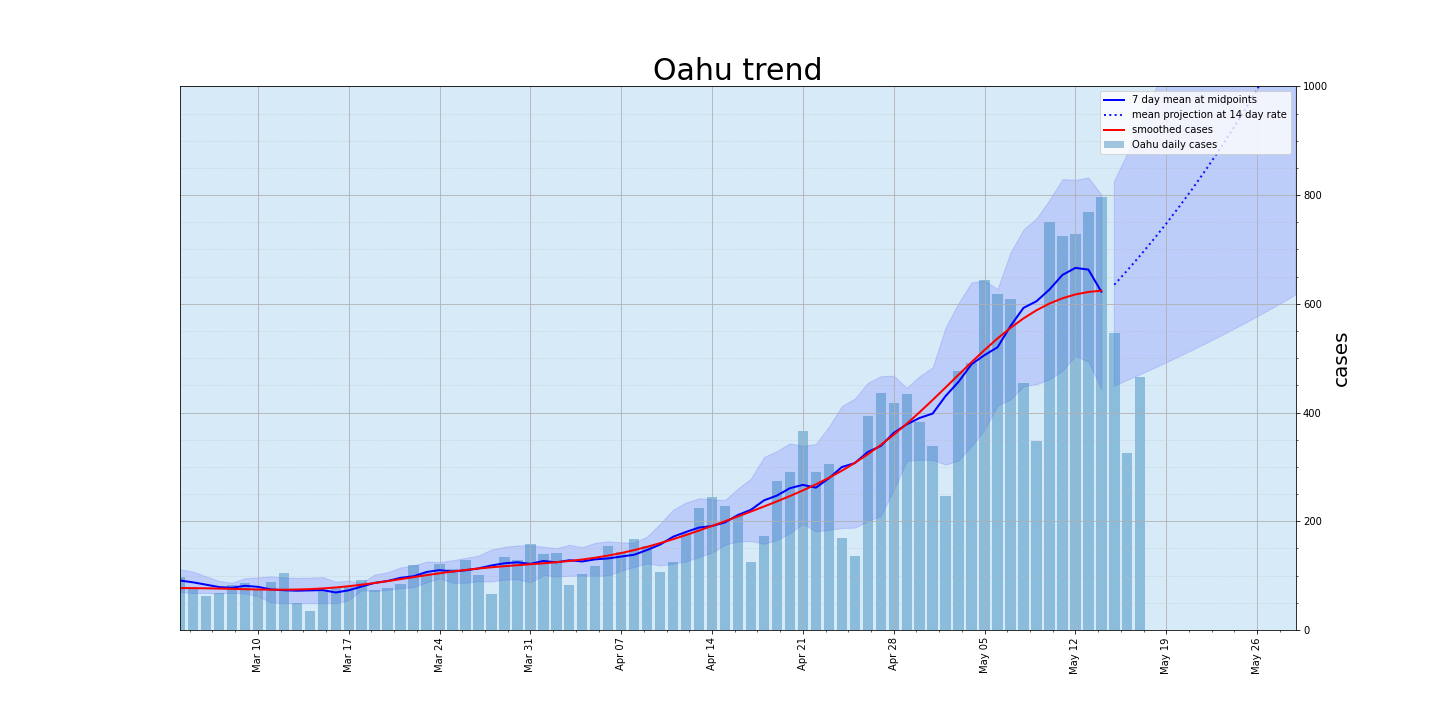 Oahu trend
7 day mean at midpoints
mean projection at 14 day rate
smoothed cases
Oahu daily cases
1000
800
600
400
200
0
cases
Mar 10
Mar 17
Mar 24
Mar 31
Apr 07
Apr 14
Apr 21
Apr 28
May 05
May 12
May 19
May 26